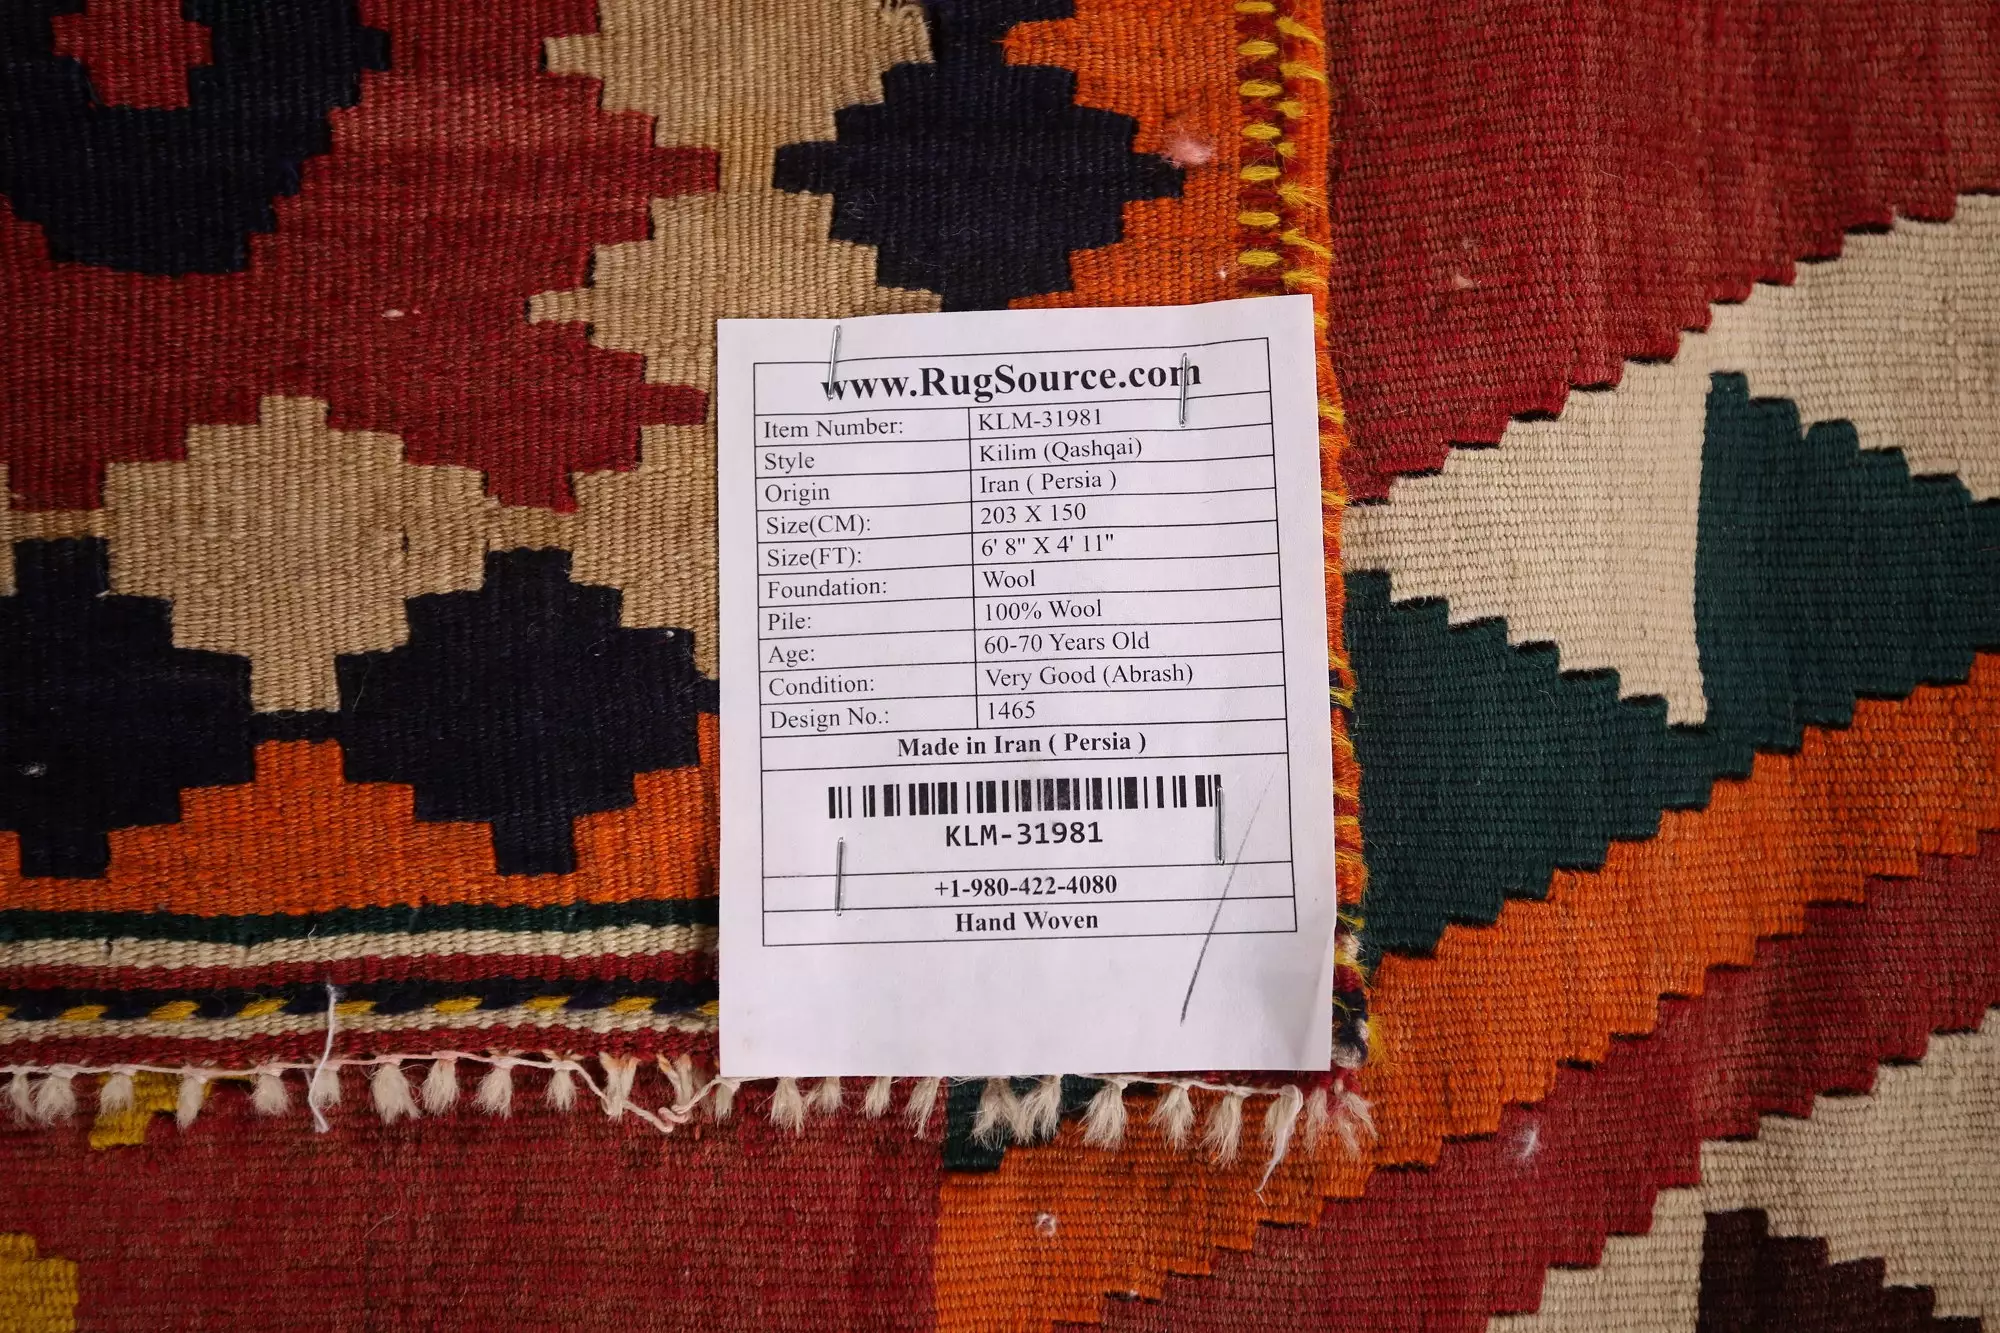 www.RugSource.com
Item Number: KLM-31981
Style Kilim (Qashqai)
Origin Iran ( Persia )
Size(CM): 203 X 150
Size(FT): 6' 8" X 4' 11"
Foundation: Wool
Pile: 100% Wool
Age: 60-70 Years Old
Condition: Very Good (Abrash)
Design No.: 1465
Made in Iran ( Persia )
KLM-31981
+1-980-422-4080
Hand Woven